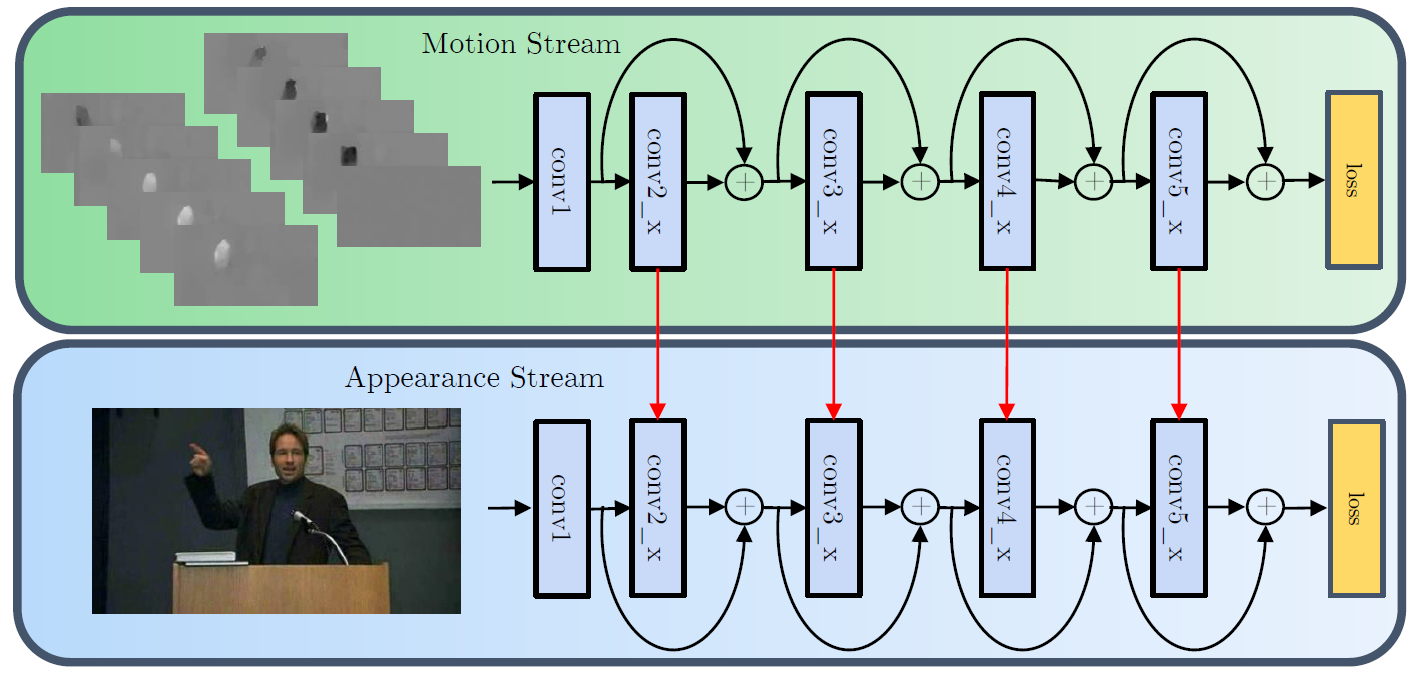 Motion Stream
conv1
conv2_x
+
conv3_x
+
conv4_x
+
conv5_x
+
loss
Appearance Stream
conv1
conv2_x
+
conv3_x
+
conv4_x
+
conv5_x
+
loss